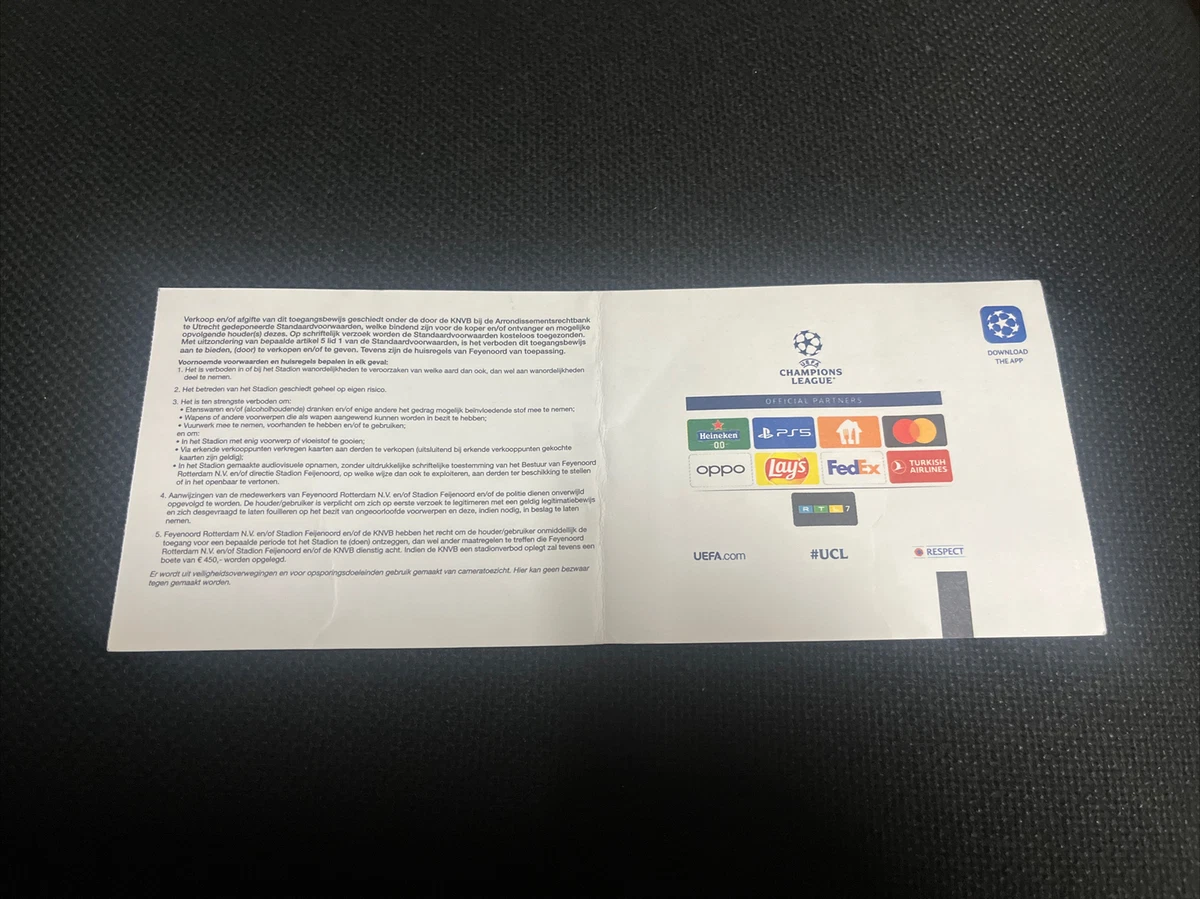 Verkoop en/of afgifte van dit toegangsbewijs geschiedt onder de door de KNVB bij de Arrondissementsrechtbank
te Utrecht gedeponeerde Standaardvoorwaarden, welke bindend zijn voor de koper en/of ontvanger en mogelijke
opvolgende houder(s) dezes. Op schriftelijk verzoek worden de Standaardvoorwaarden kosteloos toegezonden.
Met uitzondering van bepaalde artikel 5 lid 1 van de Standaardvoorwaarden, is het verboden dit toegangsbewijs
aan te bieden, (door) te verkopen en/of te geven. Tevens zijn de huisregels van Feyenoord van toepassing.
Voornoemde voorwaarden en huisregels bepalen in elk geval:
1. Het is verboden in of bij het Stadion wanordelijkheden te veroorzaken van welke aard dan ook, dan wel aan wanordelijkheden
deel te nemen.
2. Het betreden van het Stadion geschiedt geheel op eigen risico.
3. Het is ten strengste verboden om:
• Etenswaren en/of (alcoholhoudende) dranken en/of enige andere het gedrag mogelijk beïnvloedende stof mee te nemen;
• Wapens of andere voorwerpen die als wapen aangewend kunnen worden in bezit te hebben;
• Vuurwerk mee te nemen, voorhanden te hebben en/of te gebruiken;
en om:
• In het Stadion met enig voorwerp of vloeistof te gooien;
• Via erkende verkooppunten verkregen kaarten aan derden te verkopen (uitsluitend bij erkende verkooppunten gekochte
kaarten zijn geldig);
• In het Stadion gemaakte audiovisuele opnamen, zonder uitdrukkelijke schriftelijke toestemming van het Bestuur van Feyenoord
Rotterdam N.V. en/of directie Stadion Feijenoord, op welke wijze dan ook te exploiteren, aan derden ter beschikking te stellen
of in het openbaar te vertonen.
4. Aanwijzingen van de medewerkers van Feyenoord Rotterdam N.V. en/of Stadion Feijenoord en/of de politie dienen onverwijld
opgevolgd te worden. De houder/gebruiker is verplicht om zich op eerste verzoek te legitimeren met een geldig legitimatiebewijs
en zich desgevraagd te laten fouilleren op het bezit van ongeoorloofde voorwerpen en deze, indien nodig, in beslag te laten
nemen.
5. Feyenoord Rotterdam N.V. en/of Stadion Feijenoord en/of de KNVB hebben het recht om de houder/gebruiker onmiddellijk de
toegang voor een bepaalde periode tot het Stadion te (doen) ontzeggen, dan wel ander maatregelen te treffen die Feyenoord
Rotterdam N.V. en/of Stadion Feijenoord en/of de KNVB dienstig acht. Indien de KNVB een stadionverbod oplegt zal tevens een
boete van € 450,- worden opgelegd.
Er wordt uit veiligheidsoverwegingen en voor opsporingsdoeleinden gebruik gemaakt van cameratoezicht. Hier kan geen bezwaar
tegen gemaakt worden.
UEFA
CHAMPIONS
LEAGUE
DOWNLOAD
THE APP
OFFICIAL PARTNERS
Heineken
0.0
PS5
oppo
Lay's
FedEx
TURKISH
AIRLINES
RTL 7
UEFA.com
#UCL
RESPECT